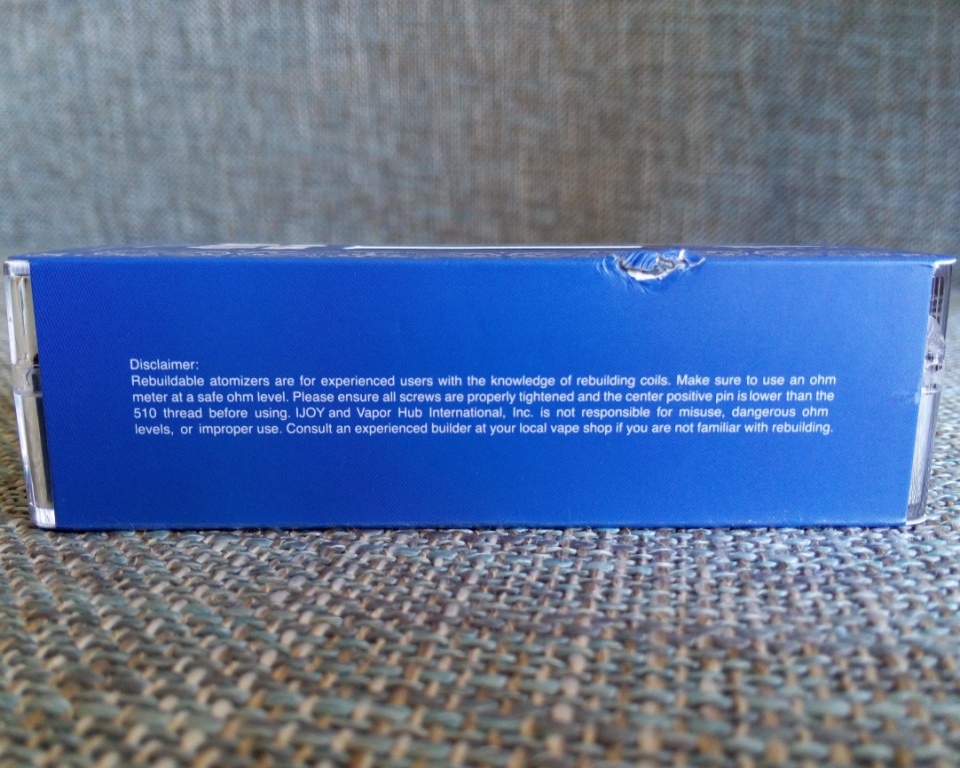 Disclaimer:
Rebuildable atomizers are for experienced users with the knowledge of rebuilding coils. Make sure to use an ohm
meter at a safe ohm level. Please ensure all screws are properly tightened and the center positive pin is lower than the
510 thread before using. IJOY and Vapor Hub International, Inc. is not responsible for misuse, dangerous ohm
levels, or improper use. Consult an experienced builder at your local vape shop if you are not familiar with rebuilding.